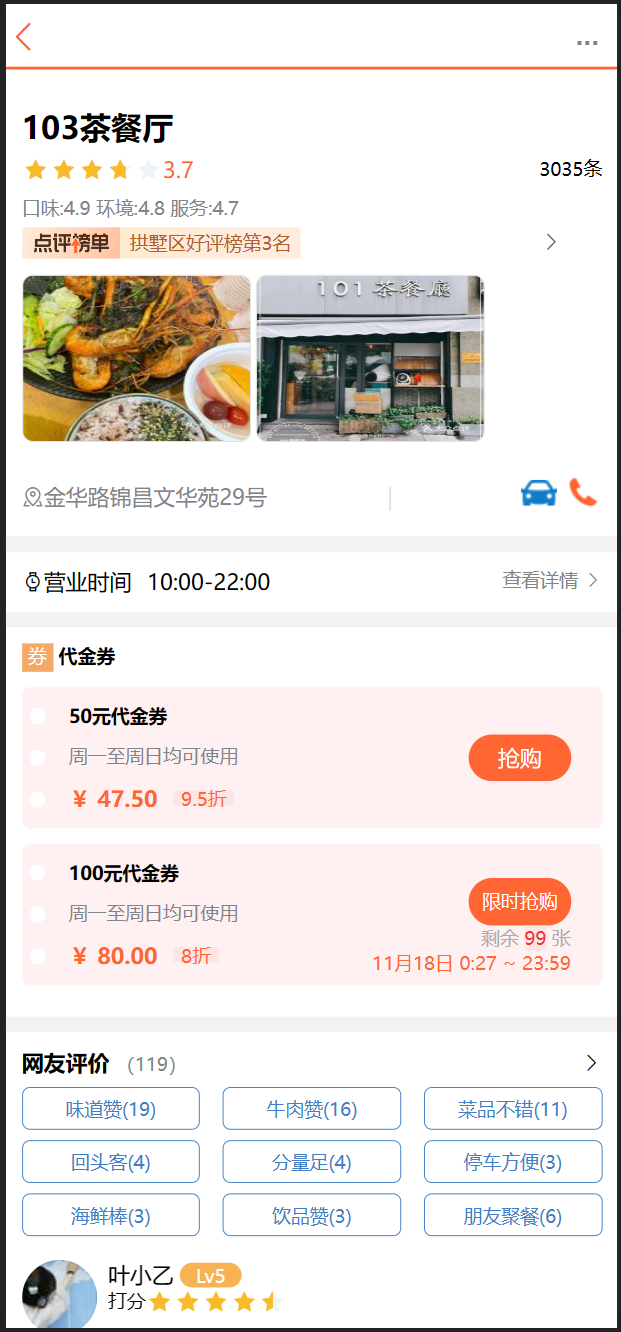 103茶餐厅
3.7
3035条
口味:4.9 环境:4.8 服务:4.7
点评榜单 拱墅区好评榜第3名
101茶餐廳
金华路锦昌文华苑29号
营业时间 10:00-22:00
查看详情
券 代金券
50元代金券
周一至周日均可使用
抢购
¥ 47.50 9.5折
100元代金券
周一至周日均可使用
限时抢购
剩余 99 张
¥ 80.00 8折
11月18日 0:27 ~ 23:59
网友评价 (119)
味道赞(19) 牛肉赞(16) 菜品不错(11)
回头客(4) 分量足(4) 停车方便(3)
海鲜棒(3) 饮品赞(3) 朋友聚餐(6)
叶小乙 Lv5
打分